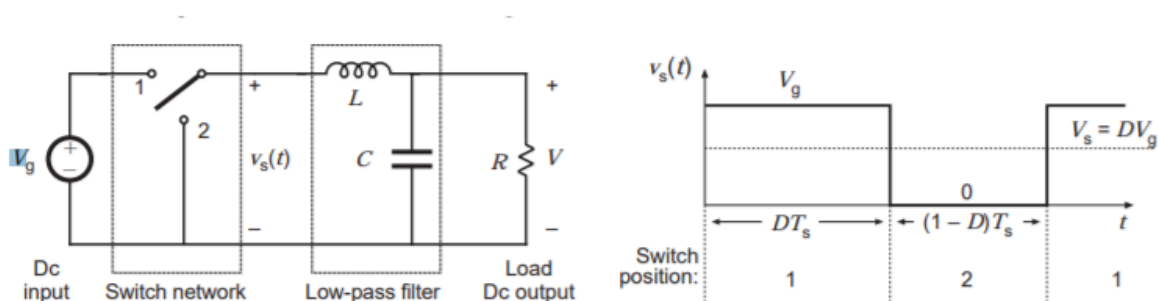 1
2
+
−
V_g
+
v_s(t)
−
L
C
R
+
V
−
Dc
input
Switch network
Low-pass filter
Load
Dc output
v_s(t)
V_g
V_s = DV_g
0
DT_s
(1 − D)T_s
t
Switch
position:
1
2
1